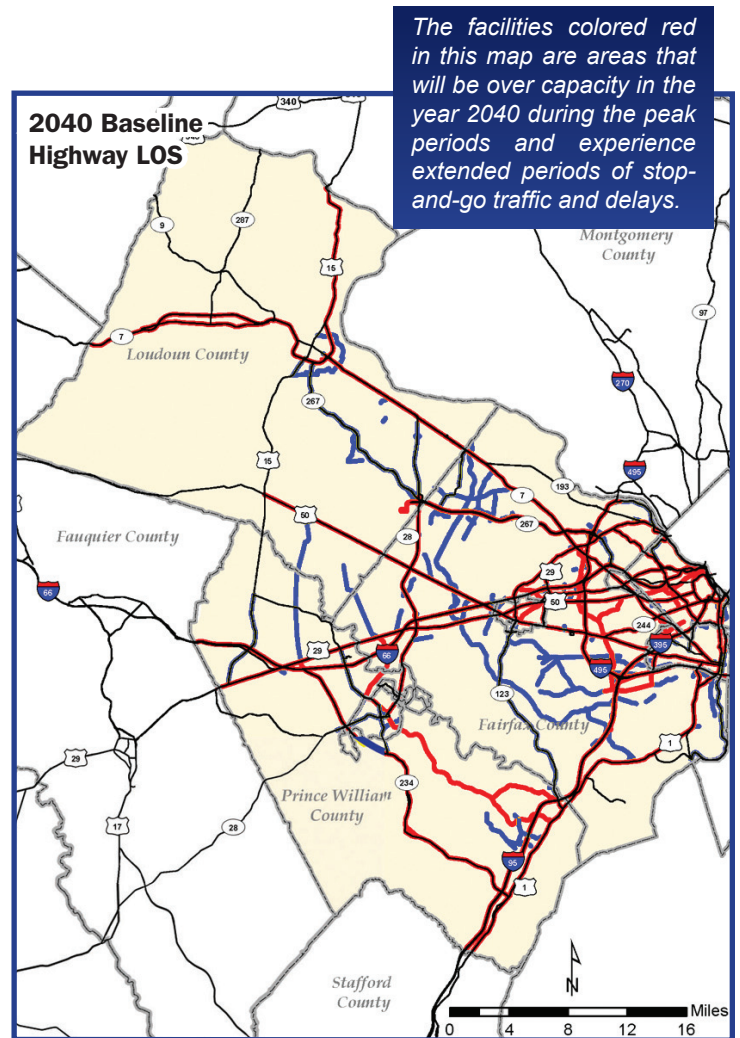 The facilities colored red
in this map are areas that
will be over capacity in the
year 2040 during the peak
periods and experience
extended periods of stop-
and-go traffic and delays.
2040 Baseline
Highway LOS
340
9
287
15
Montgomery
County
97
7
Loudoun County
270
267
495
15
193
7
50
267
Fauquier County
28
29
66
50
244
29
395
66
495
123
Fairfax County
1
29
234
Prince William
County
17
28
95
1
Stafford
County
N
Miles
0 4 8 12 16